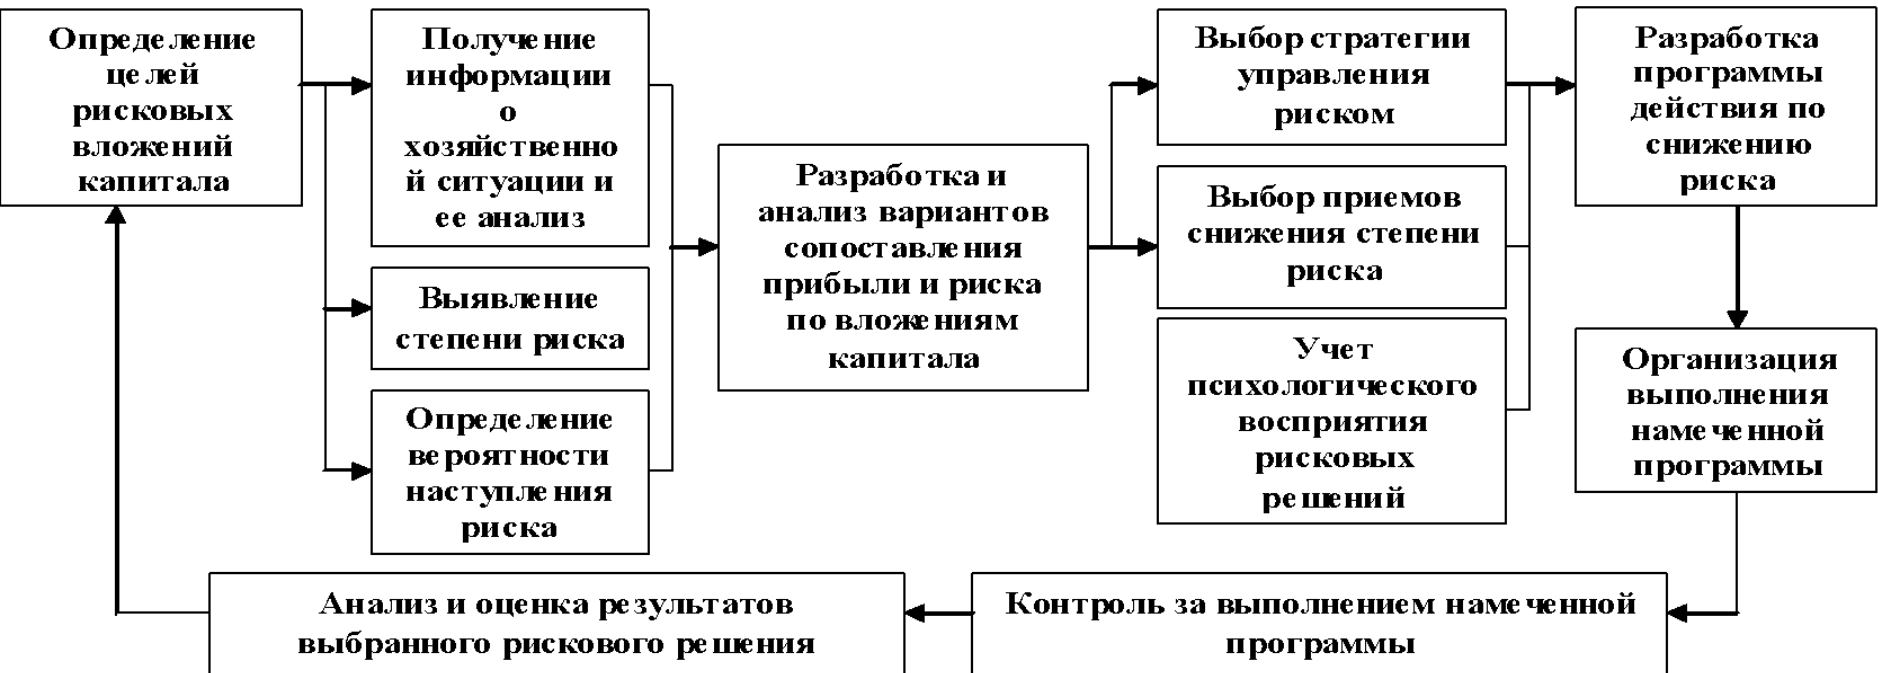 Определение
целей
рисковых
вложений
капитала
Получение
информации
о
хозяйственно
й ситуации и
ее анализ
Выявление
степени риска
Определение
вероятности
наступления
риска
Разработка и
анализ вариантов
сопоставления
прибыли и риска
по вложениям
капитала
Выбор стратегии
управления
риском
Выбор приемов
снижения степени
риска
Учет
психологического
восприятия
рисковых
решений
Разработка
программы
действия по
снижению
риска
Организация
выполнения
намеченной
программы
Контроль за выполнением намеченной
программы
Анализ и оценка результатов
выбранного рискового решения